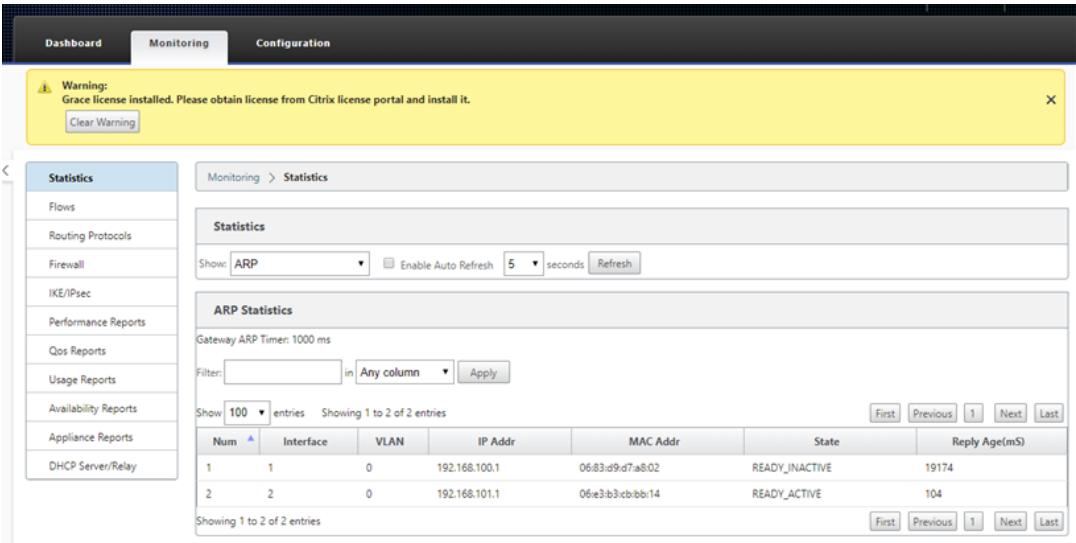 Dashboard Monitoring Configuration
Warning:
Grace license installed. Please obtain license from Citrix license portal and install it.
Clear Warning
Statistics
Flows
Routing Protocols
Firewall
IKE/IPsec
Performance Reports
Qos Reports
Usage Reports
Availability Reports
Appliance Reports
DHCP Server/Relay
Monitoring > Statistics
Statistics
Show: ARP Enable Auto Refresh 5 seconds Refresh
ARP Statistics
Gateway ARP Timer: 1000 ms
Filter: in Any column Apply
Show 100 entries Showing 1 to 2 of 2 entries First Previous 1 Next Last
Num Interface VLAN IP Addr MAC Addr State Reply Age(mS)
1 1 0 192.168.100.1 06:83:d9:d7:a8:02 READY_INACTIVE 19174
2 2 0 192.168.101.1 06:e3:b3:cb:bb:14 READY_ACTIVE 104
Showing 1 to 2 of 2 entries First Previous 1 Next Last